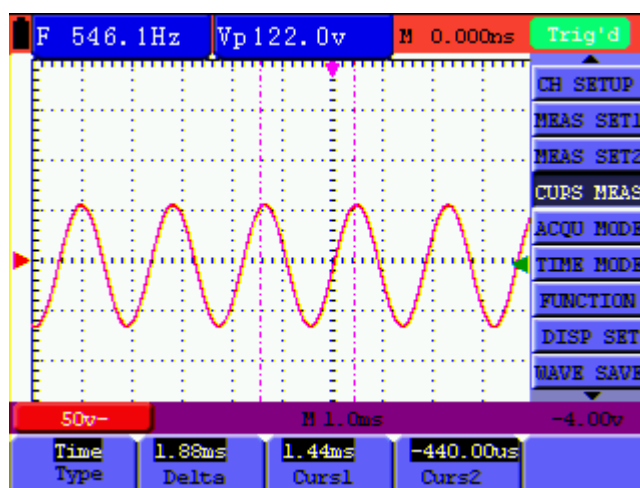 F 546.1Hz Vp122.0v M 0.000ns Trig'd
CH SETUP
MEAS SET1
MEAS SET2
CURS MEAS
ACQU MODE
TIME MODE
FUNCTION
DISP SET
WAVE SAVE
50v~ M 1.0ms -4.00v
Time 1.88ms 1.44ms -440.00us
Type Delta Curs1 Curs2